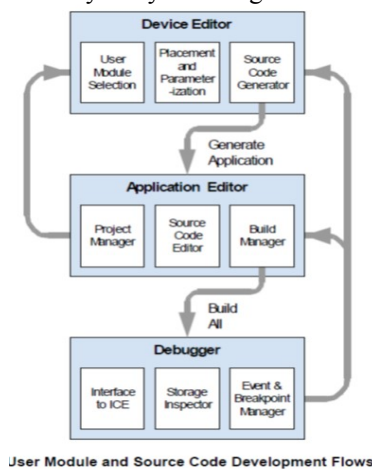 Device Editor
User
Module
Selection
Placement
and
Parameter
-ization
Source
Code
Generator
Generate
Application
Application Editor
Project
Manager
Source
Code
Editor
Build
Manager
Build
All
Debugger
Interface
to ICE
Storage
Inspector
Event &
Breakpoint
Manager
User Module and Source Code Development Flows